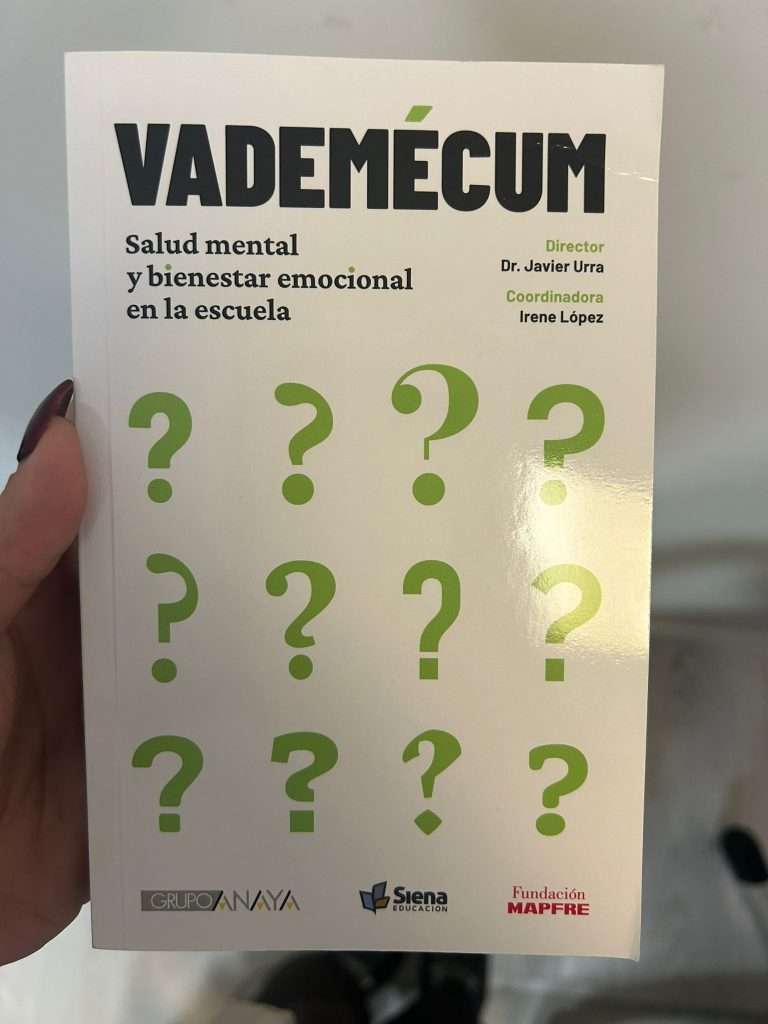 VADEMÉCUM
Salud mental
y bienestar emocional
en la escuela
Director
Dr. Javier Urra
Coordinadora
Irene López
? ? ? ?
? ? ? ?
? ? ? ?
GRUPO ANAYA
Siena
EDUCACIÓN
Fundación
MAPFRE